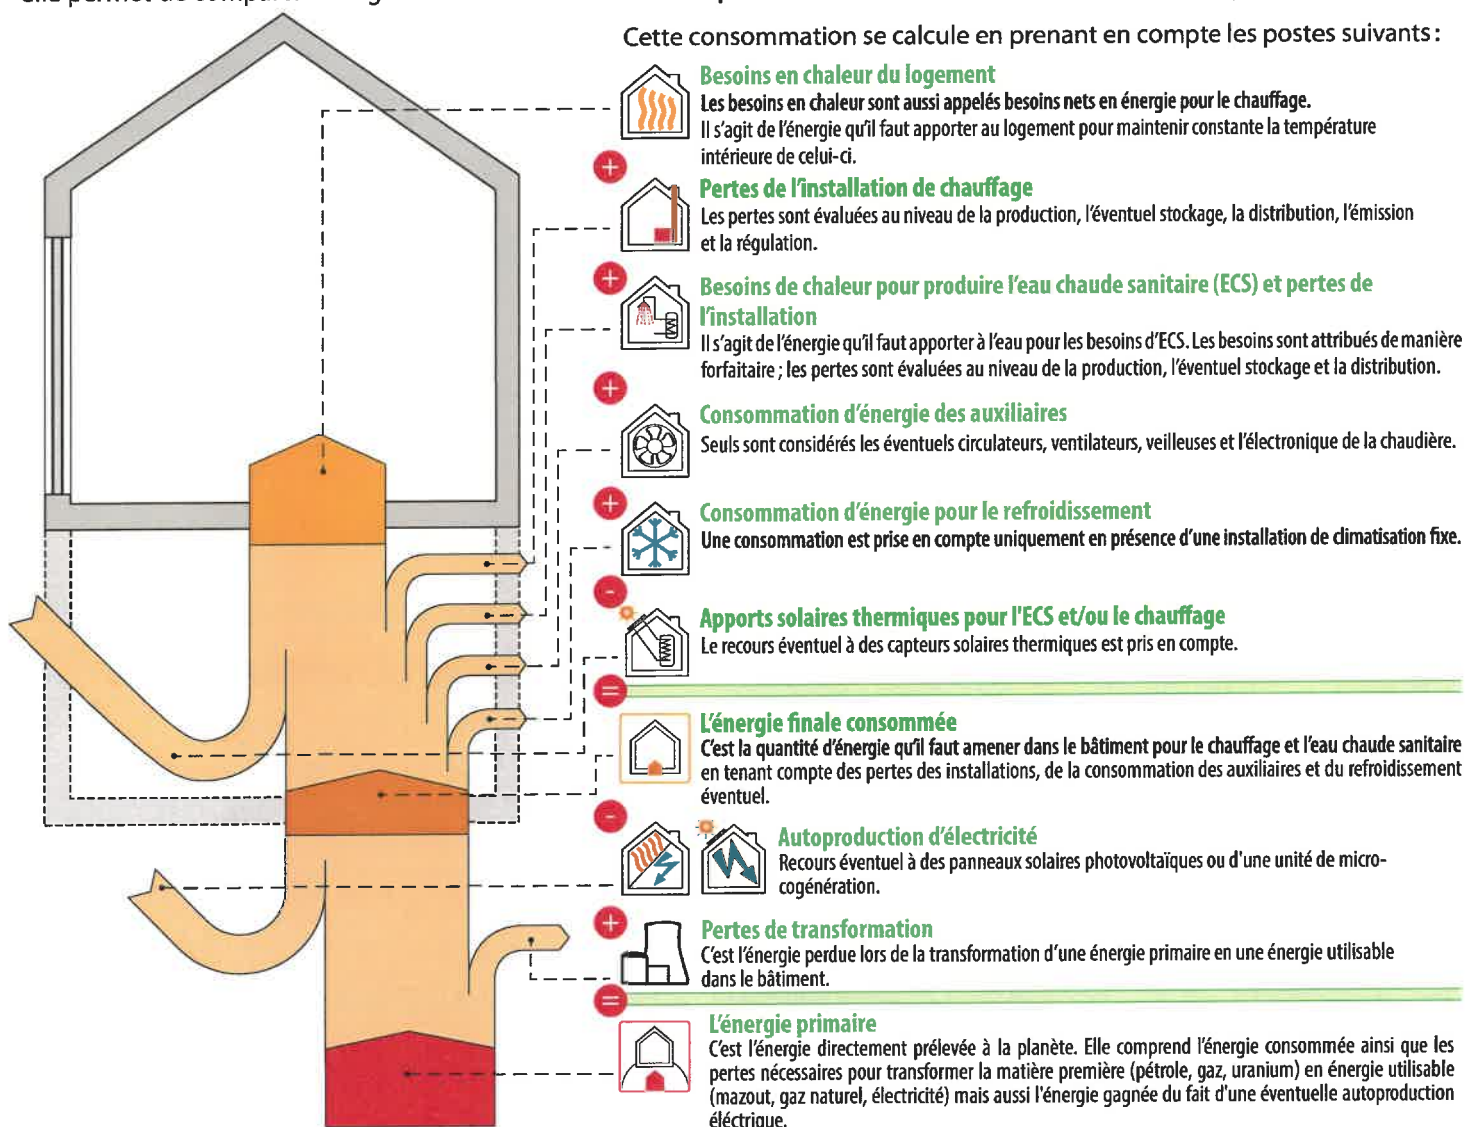 Cette consommation se calcule en prenant en compte les postes suivants :
Besoins en chaleur du logement
Les besoins en chaleur sont aussi appelés besoins nets en énergie pour le chauffage.
Il s'agit de l'énergie qu'il faut apporter au logement pour maintenir constante la température
intérieure de celui-ci.
+
Pertes de l'installation de chauffage
Les pertes sont évaluées au niveau de la production, l'éventuel stockage, la distribution, l'émission
et la régulation.
+
Besoins de chaleur pour produire l'eau chaude sanitaire (ECS) et pertes de
l'installation
Il s'agit de l'énergie qu'il faut apporter à l'eau pour les besoins d'ECS. Les besoins sont attribués de manière
forfaitaire ; les pertes sont évaluées au niveau de la production, l'éventuel stockage et la distribution.
+
Consommation d'énergie des auxiliaires
Seuls sont considérés les éventuels circulateurs, ventilateurs, veilleuses et l'électronique de la chaudière.
+
Consommation d'énergie pour le refroidissement
Une consommation est prise en compte uniquement en présence d'une installation de climatisation fixe.
-
Apports solaires thermiques pour l'ECS et/ou le chauffage
Le recours éventuel à des capteurs solaires thermiques est pris en compte.
=
L'énergie finale consommée
C'est la quantité d'énergie qu'il faut amener dans le bâtiment pour le chauffage et l'eau chaude sanitaire
en tenant compte des pertes des installations, de la consommation des auxiliaires et du refroidissement
éventuel.
-
Autoproduction d'électricité
Recours éventuel à des panneaux solaires photovoltaïques ou d'une unité de micro-
cogénération.
+
Pertes de transformation
C'est l'énergie perdue lors de la transformation d'une énergie primaire en une énergie utilisable
dans le bâtiment.
=
L'énergie primaire
C'est l'énergie directement prélevée à la planète. Elle comprend l'énergie consommée ainsi que les
pertes nécessaires pour transformer la matière première (pétrole, gaz, uranium) en énergie utilisable
(mazout, gaz naturel, électricité) mais aussi l'énergie gagnée du fait d'une éventuelle autoproduction
éléctrique.